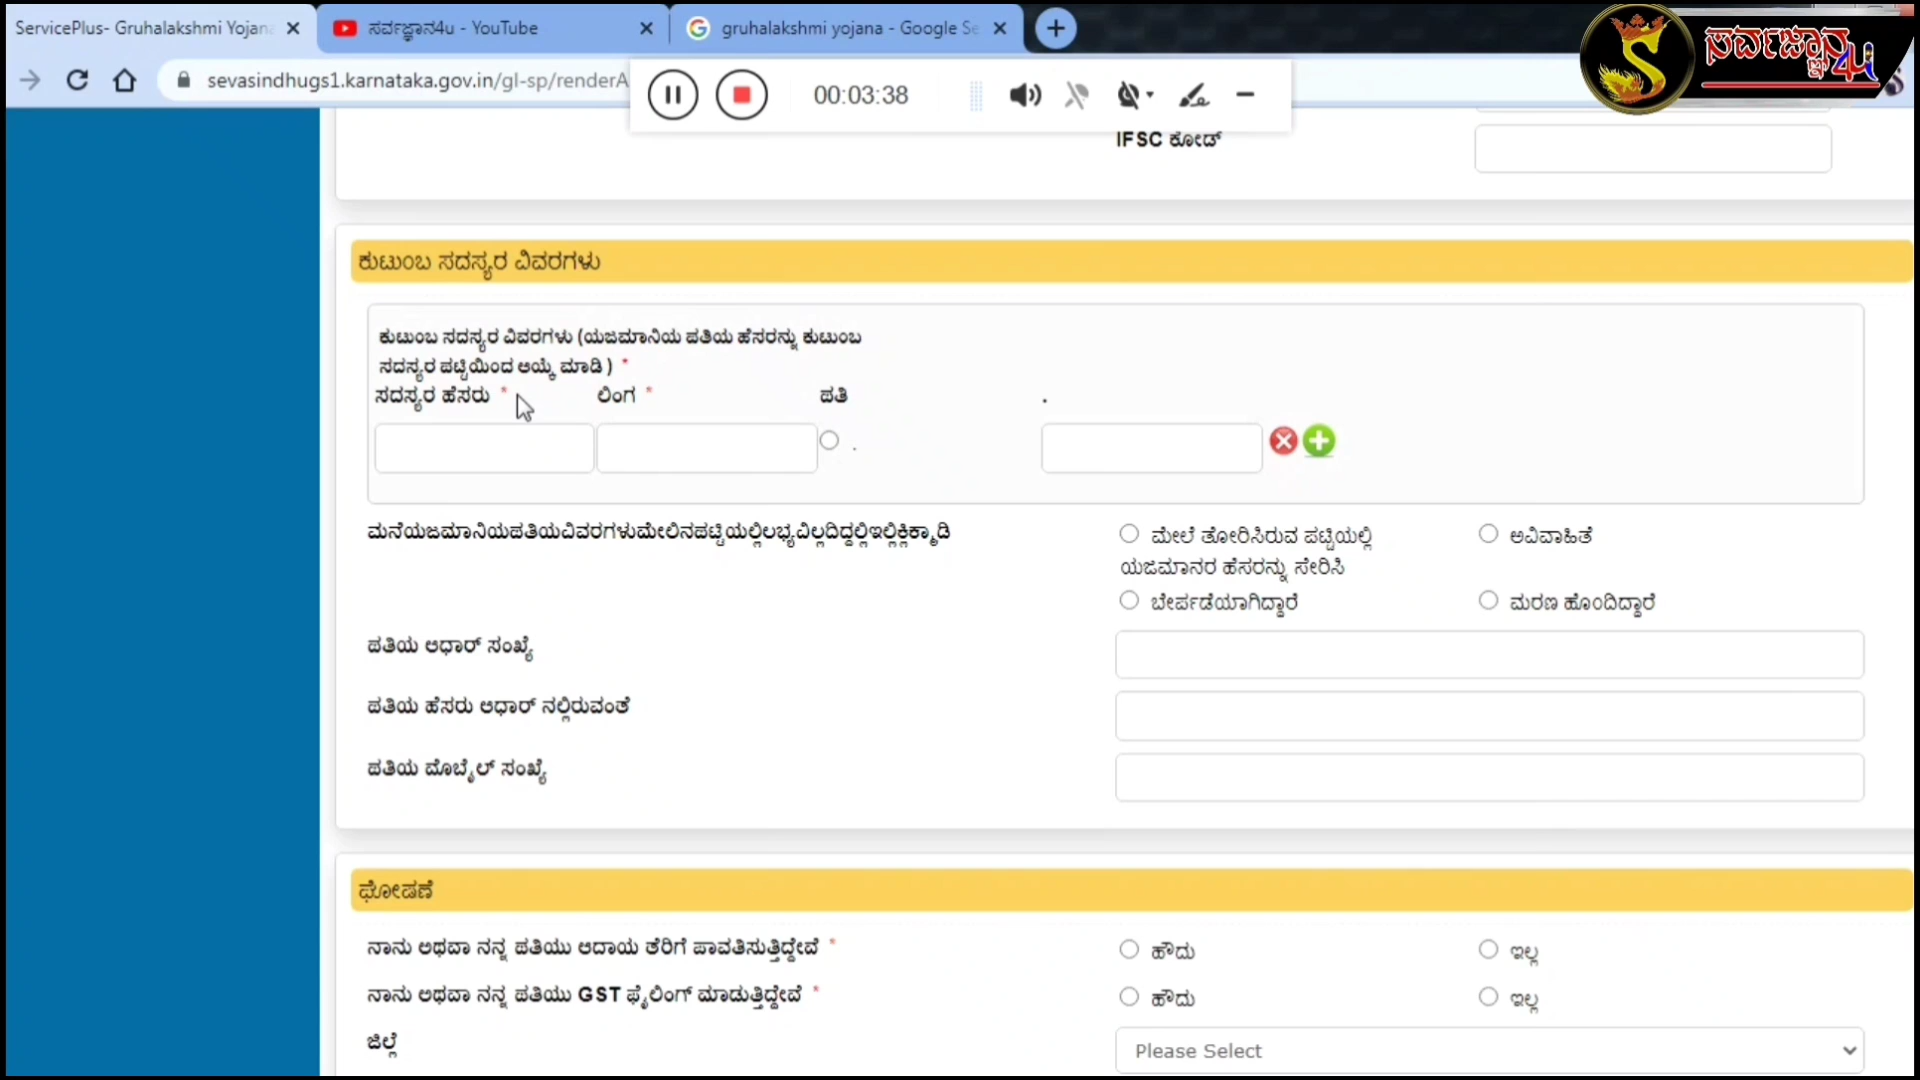 ServicePlus- Gruhalakshmi Yojan
ಸರ್ವಜ್ಞಾನ4u - YouTube
gruhalakshmi yojana - Google Se
ಸರ್ವಜ್ಞಾನ4U
sevasindhugs1.karnataka.gov.in/gl-sp/renderA
00:03:38
IFSC ಕೋಡ್
ಕುಟುಂಬ ಸದಸ್ಯರ ವಿವರಗಳು
ಕುಟುಂಬ ಸದಸ್ಯರ ವಿವರಗಳು (ಯಜಮಾನಿಯ ಪತಿಯ ಹೆಸರನ್ನು ಕುಟುಂಬ
ಸದಸ್ಯರ ಪಟ್ಟಿಯಿಂದ ಆಯ್ಕೆ ಮಾಡಿ ) *
ಸದಸ್ಯರ ಹೆಸರು * ಲಿಂಗ * ಪತಿ .
.
ಮನೆಯಜಮಾನಿಯಪತಿಯವಿವರಗಳುಮೇಲಿನಪಟ್ಟಿಯಲ್ಲಿಲಭ್ಯವಿಲ್ಲದಿದ್ದಲ್ಲಿಇಲ್ಲಿಕ್ಲಿಕ್ಮಾಡಿ
ಮೇಲೆ ತೋರಿಸಿರುವ ಪಟ್ಟಿಯಲ್ಲಿ ಅವಿವಾಹಿತೆ
ಯಜಮಾನರ ಹೆಸರನ್ನು ಸೇರಿಸಿ
ಬೇರ್ಪಡೆಯಾಗಿದ್ದಾರೆ ಮರಣ ಹೊಂದಿದ್ದಾರೆ
ಪತಿಯ ಆಧಾರ್ ಸಂಖ್ಯೆ
ಪತಿಯ ಹೆಸರು ಆಧಾರ್ ನಲ್ಲಿರುವಂತೆ
ಪತಿಯ ಮೊಬೈಲ್ ಸಂಖ್ಯೆ
ಘೋಷಣೆ
ನಾನು ಅಥವಾ ನನ್ನ ಪತಿಯು ಆದಾಯ ತೆರಿಗೆ ಪಾವತಿಸುತ್ತಿದ್ದೇವೆ * ಹೌದು ಇಲ್ಲ
ನಾನು ಅಥವಾ ನನ್ನ ಪತಿಯು GST ಫೈಲಿಂಗ್ ಮಾಡುತ್ತಿದ್ದೇವೆ * ಹೌದು ಇಲ್ಲ
ಜಿಲ್ಲೆ Please Select